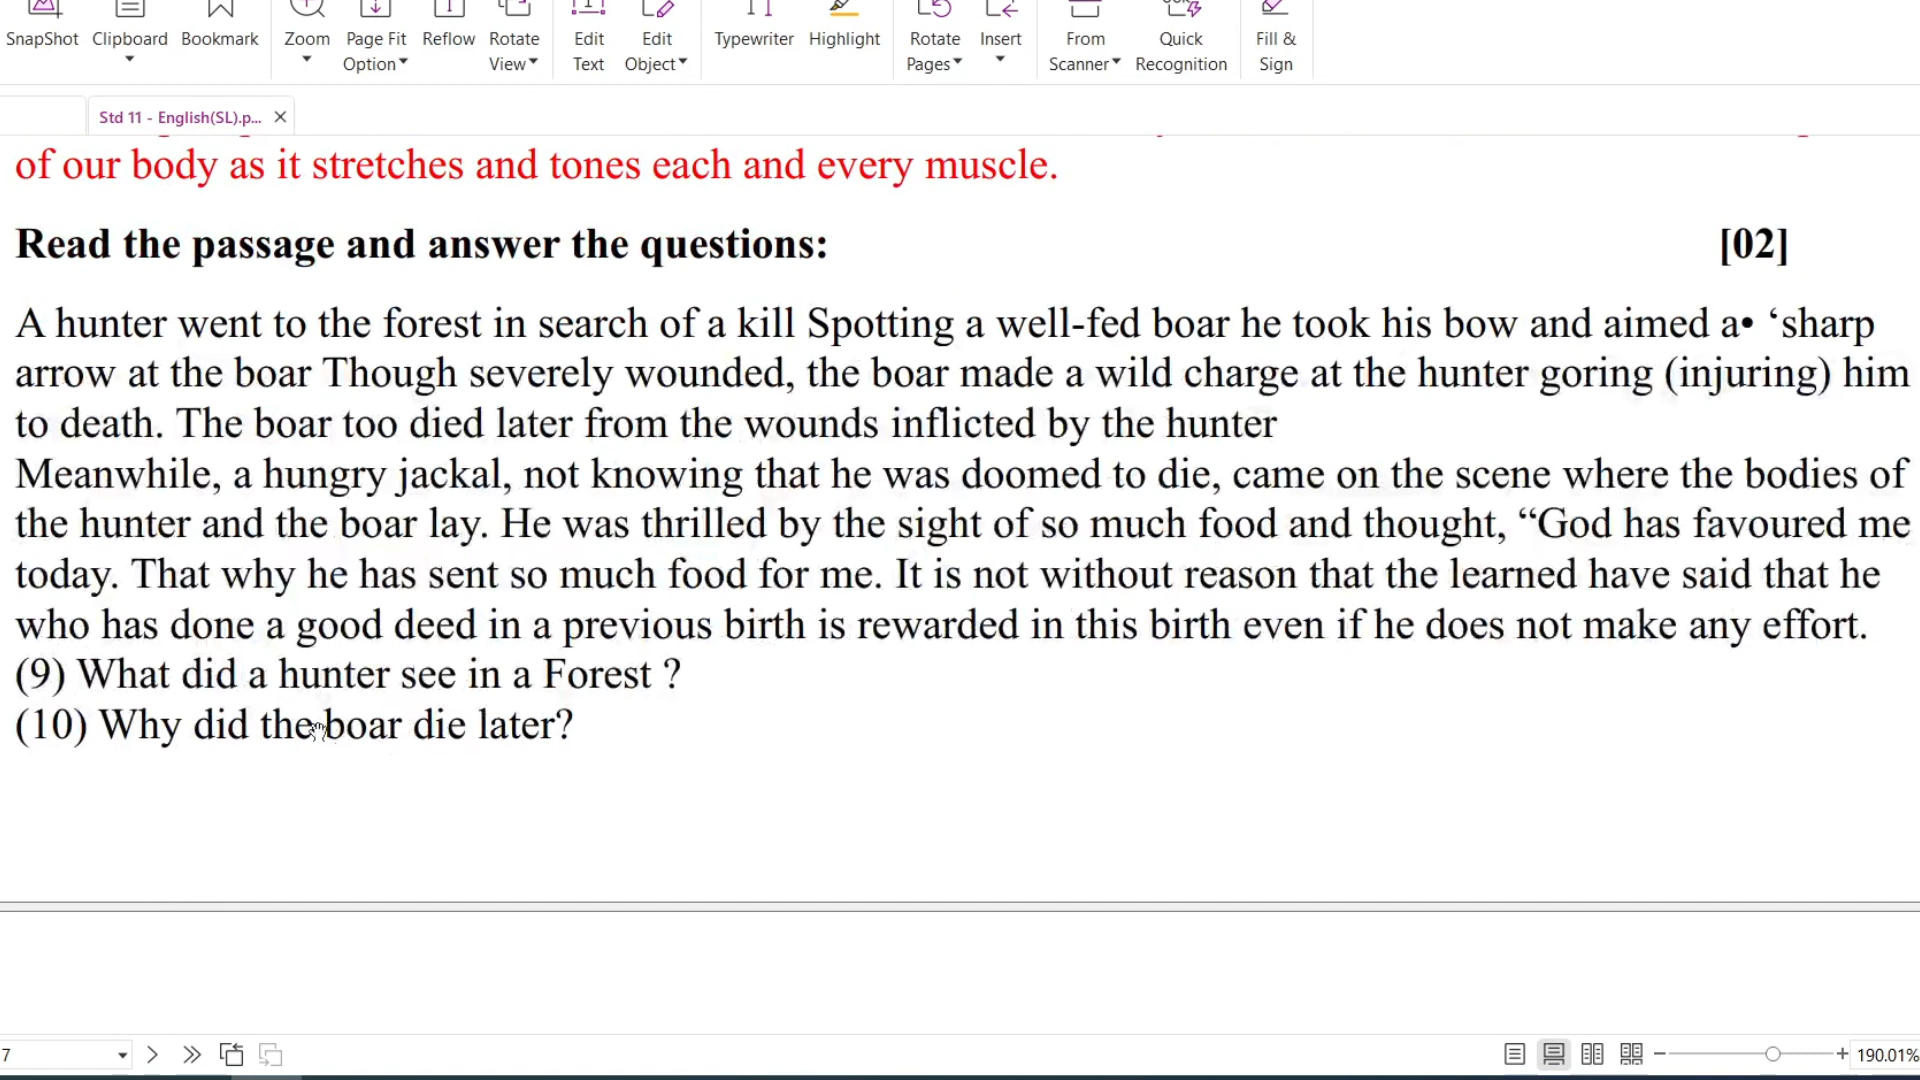 SnapShot Clipboard Bookmark Zoom Page Fit Option Reflow Rotate View Edit Text Edit Object Typewriter Highlight Rotate Pages Insert From Scanner Quick Recognition Fill & Sign
Std 11 - English(SL).p...
of our body as it stretches and tones each and every muscle.
Read the passage and answer the questions: [02]
A hunter went to the forest in search of a kill Spotting a well-fed boar he took his bow and aimed a• ‘sharp
arrow at the boar Though severely wounded, the boar made a wild charge at the hunter goring (injuring) him
to death. The boar too died later from the wounds inflicted by the hunter
Meanwhile, a hungry jackal, not knowing that he was doomed to die, came on the scene where the bodies of
the hunter and the boar lay. He was thrilled by the sight of so much food and thought, “God has favoured me
today. That why he has sent so much food for me. It is not without reason that the learned have said that he
who has done a good deed in a previous birth is rewarded in this birth even if he does not make any effort.
(9) What did a hunter see in a Forest ?
(10) Why did the boar die later?
7 190.01%